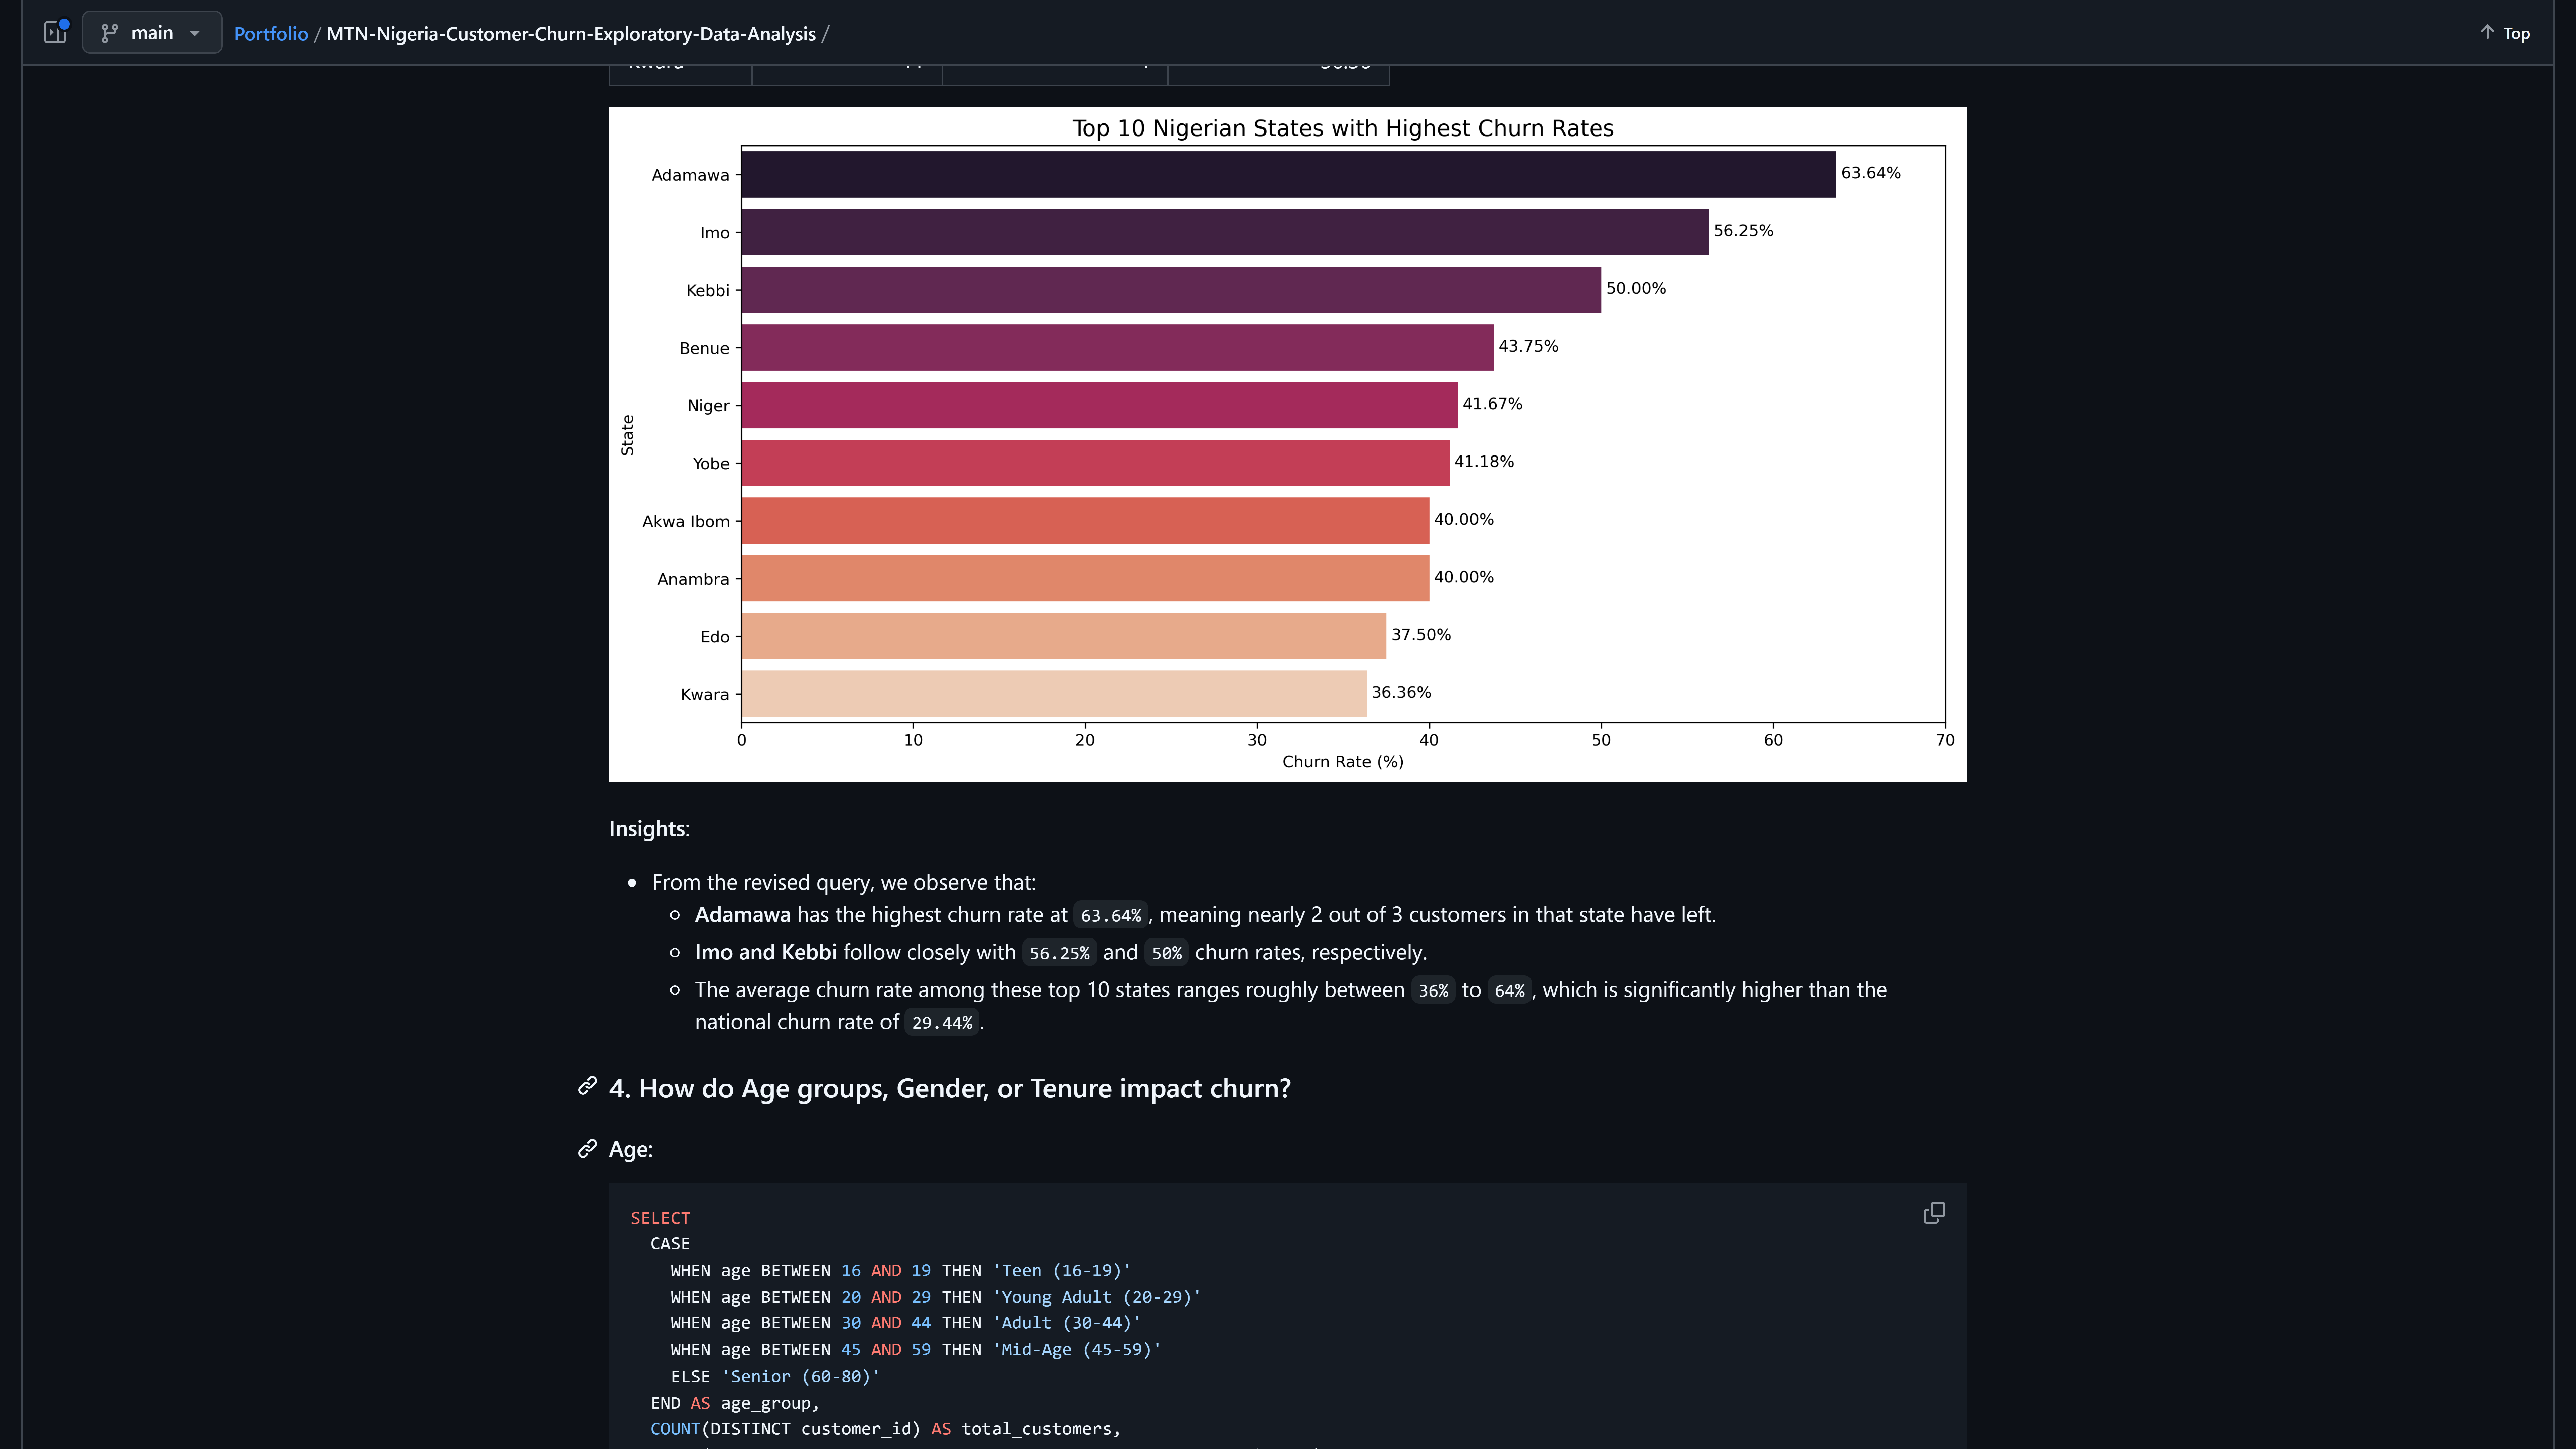 main
Portfolio / MTN-Nigeria-Customer-Churn-Exploratory-Data-Analysis /
Top
Kwara
Top 10 Nigerian States with Highest Churn Rates
Adamawa 63.64%
Imo 56.25%
Kebbi 50.00%
Benue 43.75%
Niger 41.67%
State
Yobe 41.18%
Akwa Ibom 40.00%
Anambra 40.00%
Edo 37.50%
Kwara 36.36%
0 10 20 30 40 50 60 70
Churn Rate (%)
Insights:
From the revised query, we observe that:
Adamawa has the highest churn rate at 63.64%, meaning nearly 2 out of 3 customers in that state have left.
Imo and Kebbi follow closely with 56.25% and 50% churn rates, respectively.
The average churn rate among these top 10 states ranges roughly between 36% to 64%, which is significantly higher than the
national churn rate of 29.44%.
4. How do Age groups, Gender, or Tenure impact churn?
Age:
SELECT
CASE
WHEN age BETWEEN 16 AND 19 THEN 'Teen (16-19)'
WHEN age BETWEEN 20 AND 29 THEN 'Young Adult (20-29)'
WHEN age BETWEEN 30 AND 44 THEN 'Adult (30-44)'
WHEN age BETWEEN 45 AND 59 THEN 'Mid-Age (45-59)'
ELSE 'Senior (60-80)'
END AS age_group,
COUNT(DISTINCT customer_id) AS total_customers,